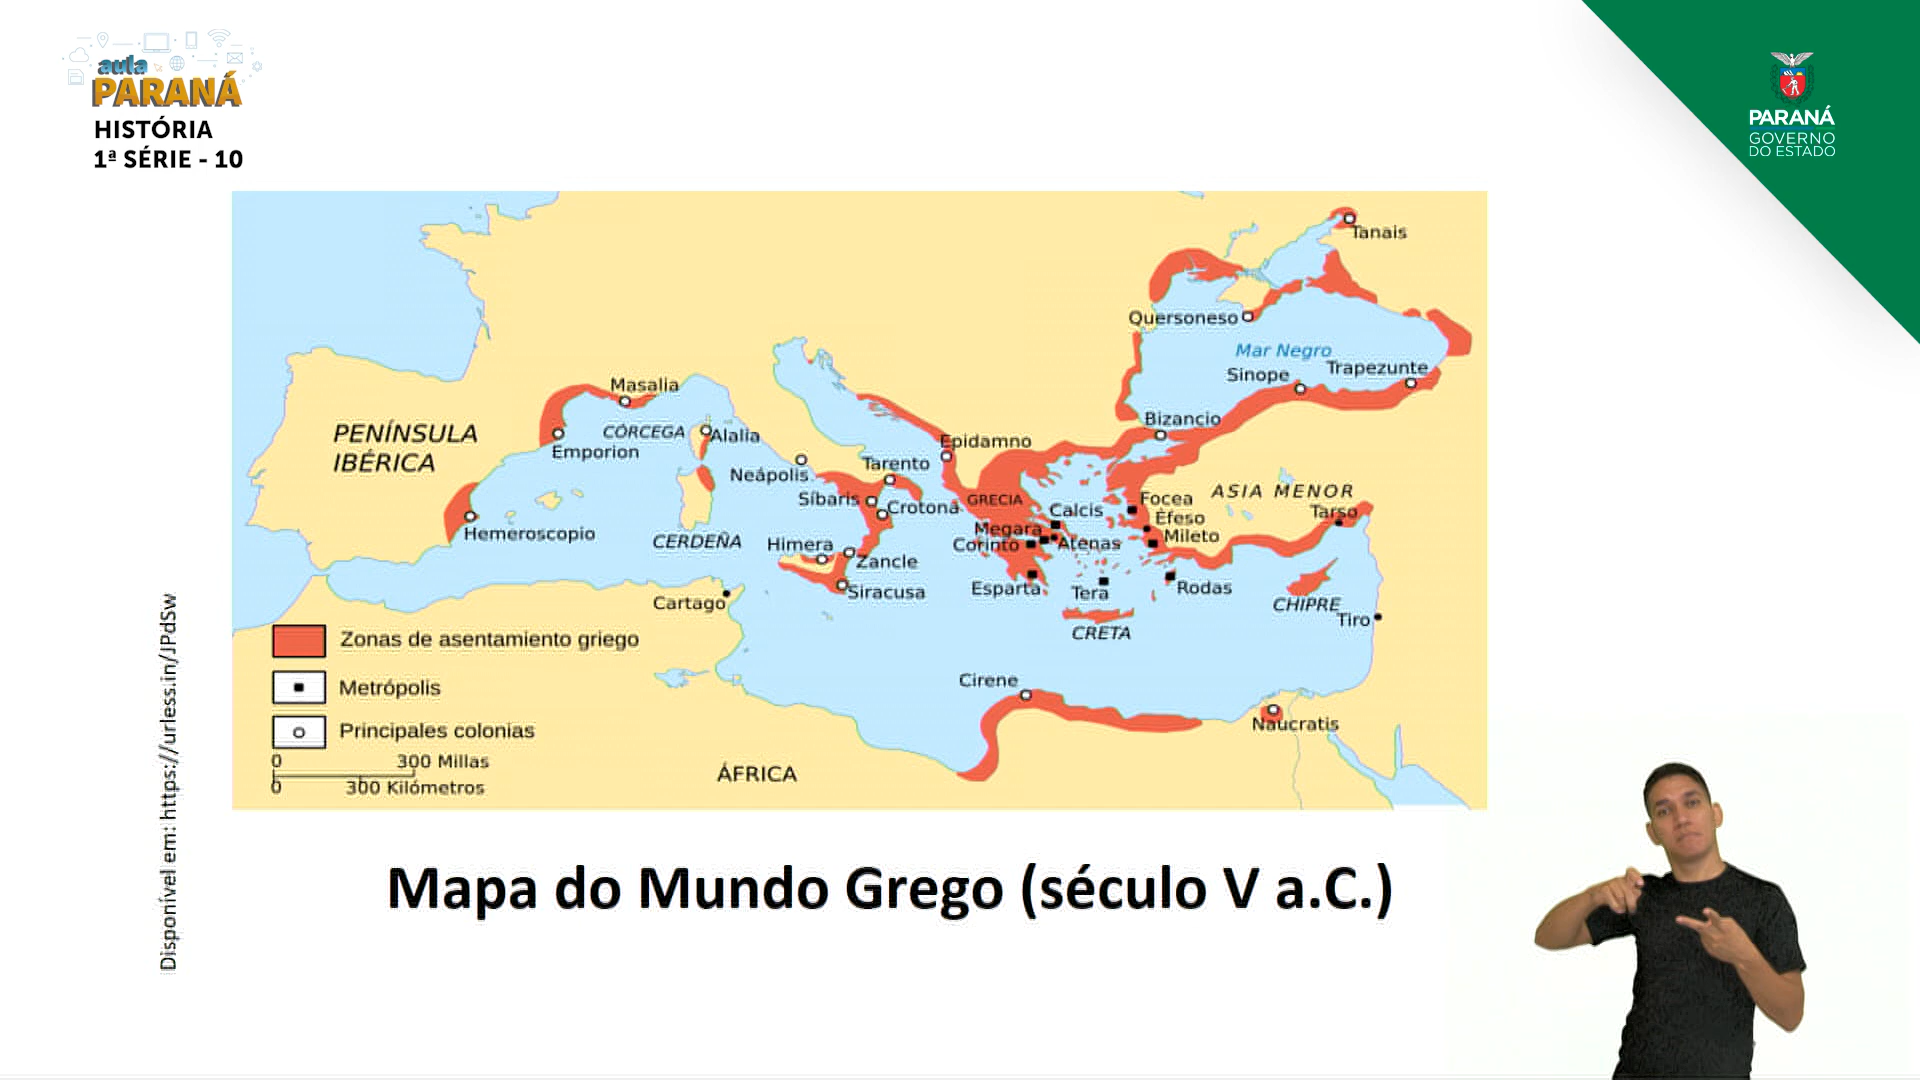 aula
PARANÁ
HISTÓRIA
1ª SÉRIE - 10
PARANÁ
GOVERNO
DO ESTADO
Tanais
Quersoneso
Mar Negro
Sinope
Trapezunte
Bizancio
Masalia
CÓRCEGA
Alalia
PENÍNSULA
IBÉRICA
Emporion
Epidamno
Neápolis
Tarento
Síbaris
Crotona
GRECIA
Focea
ASIA MENOR
Calcis
Éfeso
Tarso
Hemeroscopio
CERDEÑA
Himera
Megara
Corinto
Atenas
Mileto
Zancle
Siracusa
Esparta
Tera
Rodas
Cartago
CHIPRE
Tiro
CRETA
Cirene
Naucratis
ÁFRICA
Zonas de asentamiento griego
Metrópolis
Principales colonias
0 300 Millas
0 300 Kilómetros
Disponível em: https://urless.in/JPdSw
Mapa do Mundo Grego (século V a.C.)